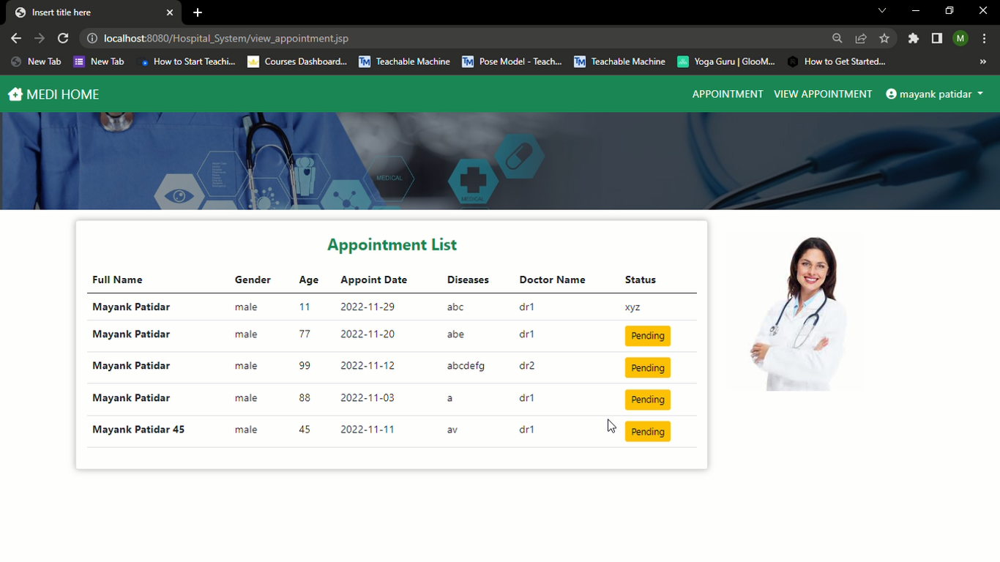 Insert title here
localhost:8080/Hospital_System/view_appointment.jsp
M
New Tab New Tab How to Start Teachi... Courses Dashboard... TM Teachable Machine TM Pose Model - Teach... TM Teachable Machine Yoga Guru | GlooM... How to Get Started... »
MEDI HOME APPOINTMENT VIEW APPOINTMENT mayank patidar
MEDICAL
MEDICAL
Appointment List
Full Name Gender Age Appoint Date Diseases Doctor Name Status
Mayank Patidar male 11 2022-11-29 abc dr1 xyz
Mayank Patidar male 77 2022-11-20 abe dr1 Pending
Mayank Patidar male 99 2022-11-12 abcdefg dr2 Pending
Mayank Patidar male 88 2022-11-03 a dr1 Pending
Mayank Patidar 45 male 45 2022-11-11 av dr1 Pending